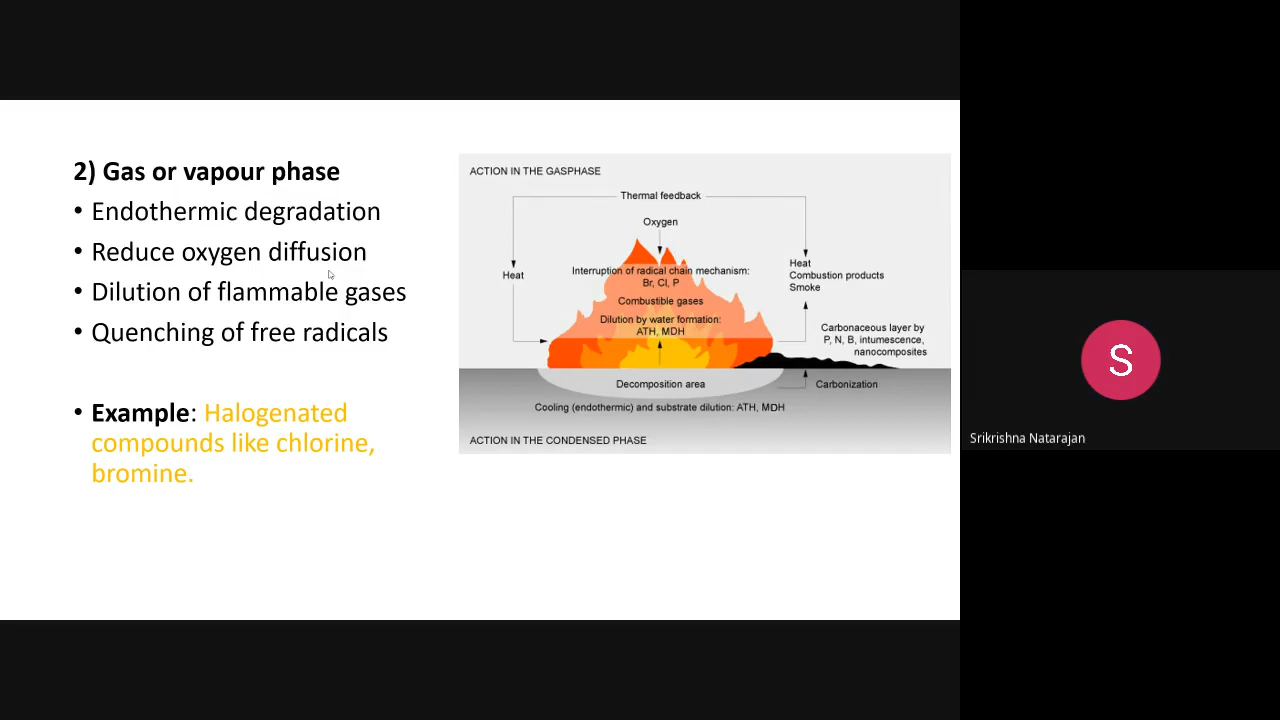 2) Gas or vapour phase
• Endothermic degradation
• Reduce oxygen diffusion
• Dilution of flammable gases
• Quenching of free radicals
• Example: Halogenated
compounds like chlorine,
bromine.
ACTION IN THE GASPHASE
Thermal feedback
Oxygen
Heat
Interruption of radical chain mechanism:
Br, Cl, P
Combustible gases
Dilution by water formation:
ATH, MDH
Heat
Combustion products
Smoke
Carbonaceous layer by
P, N, B, intumescence,
nanocomposites
Decomposition area
Carbonization
Cooling (endothermic) and substrate dilution: ATH, MDH
ACTION IN THE CONDENSED PHASE
S
Srikrishna Natarajan